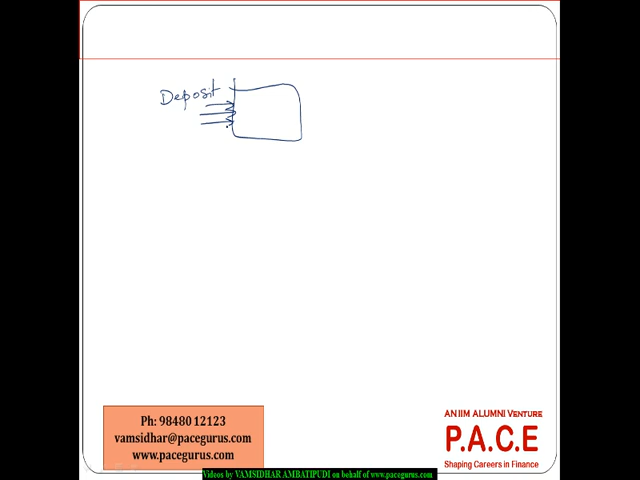 Deposit
Ph: 98480 12123
vamsidhar@pacegurus.com
www.pacegurus.com
AN IIM ALUMNI VENTURE
P.A.C.E
Shaping Careers in Finance
Videos by VAMSIDHAR AMBATIPUDI on behalf of www.pacegurus.com